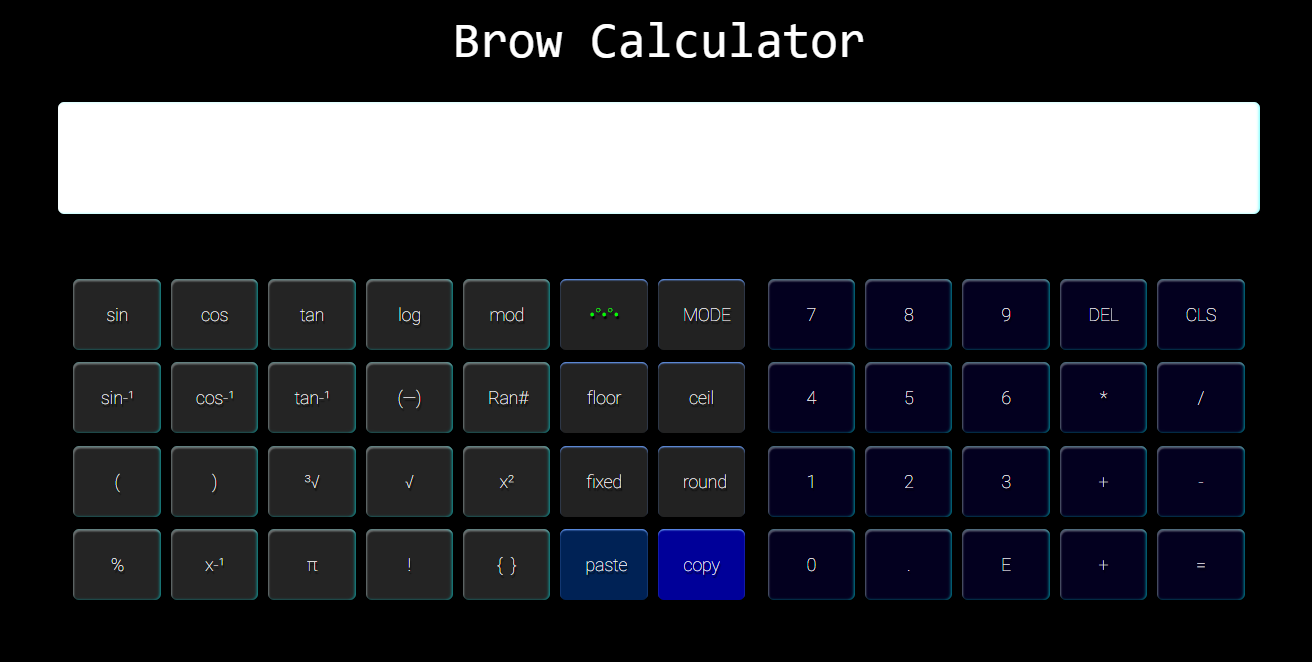 Brow Calculator
sin cos tan log mod •°•°• MODE 7 8 9 DEL CLS
sin-¹ cos-¹ tan-¹ (—) Ran# floor ceil 4 5 6 * /
( ) ³√ √ x² fixed round 1 2 3 + -
% x-¹ π ! { } paste copy 0 . E + =